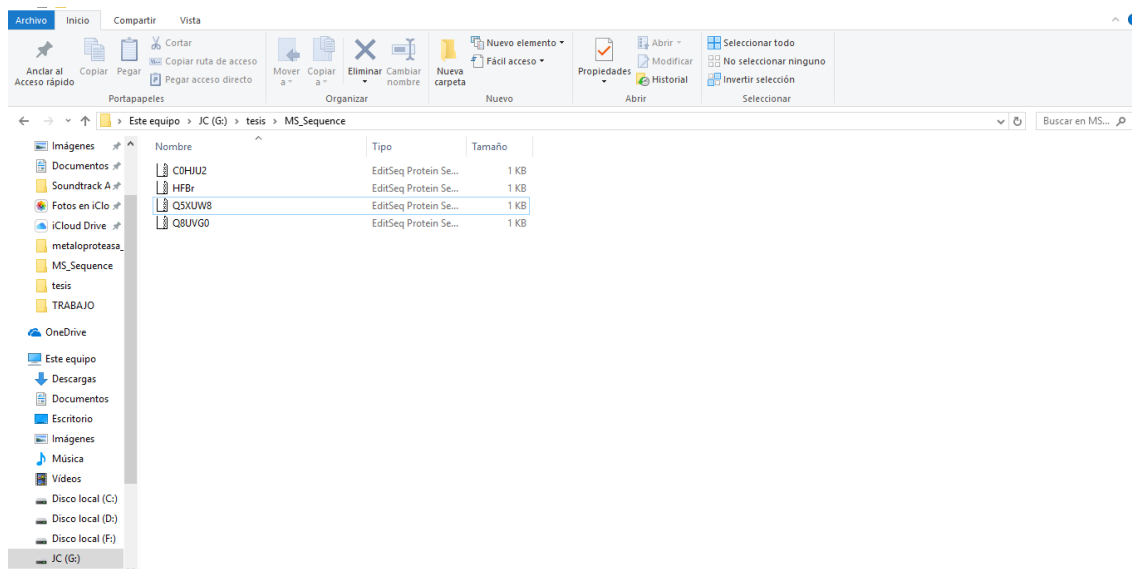 Archivo Inicio Compartir Vista
Anclar al Acceso rápido
Copiar
Pegar
Cortar
Copiar ruta de acceso
Pegar acceso directo
Portapapeles
Mover a
Copiar a
Eliminar
Cambiar nombre
Organizar
Nueva carpeta
Nuevo elemento
Fácil acceso
Nuevo
Propiedades
Abrir
Modificar
Historial
Abrir
Seleccionar todo
No seleccionar ninguno
Invertir selección
Seleccionar
Este equipo > JC (G:) > tesis > MS_Sequence
Buscar en MS...
Imágenes
Documentos
Soundtrack A
Fotos en iClo
iCloud Drive
metaloproteasa_
MS_Sequence
tesis
TRABAJO
OneDrive
Este equipo
Descargas
Documentos
Escritorio
Imágenes
Música
Vídeos
Disco local (C:)
Disco local (D:)
Disco local (F:)
JC (G:)
Nombre Tipo Tamaño
C0HJU2 EditSeq Protein Se... 1 KB
HFBr EditSeq Protein Se... 1 KB
Q5XUW8 EditSeq Protein Se... 1 KB
Q8UVG0 EditSeq Protein Se... 1 KB